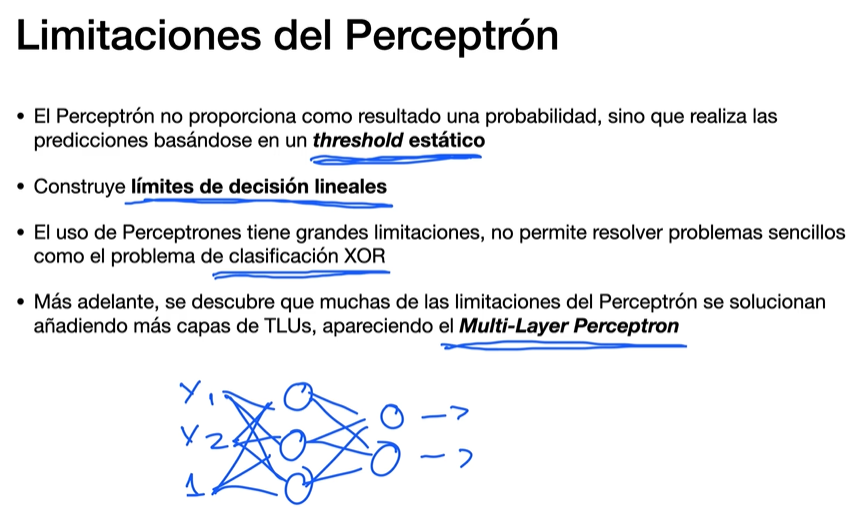 Limitaciones del Perceptrón
• El Perceptrón no proporciona como resultado una probabilidad, sino que realiza las
predicciones basándose en un threshold estático
• Construye límites de decisión lineales
• El uso de Perceptrones tiene grandes limitaciones, no permite resolver problemas sencillos
como el problema de clasificación XOR
• Más adelante, se descubre que muchas de las limitaciones del Perceptrón se solucionan
añadiendo más capas de TLUs, apareciendo el Multi-Layer Perceptron
Y1
Y2
1